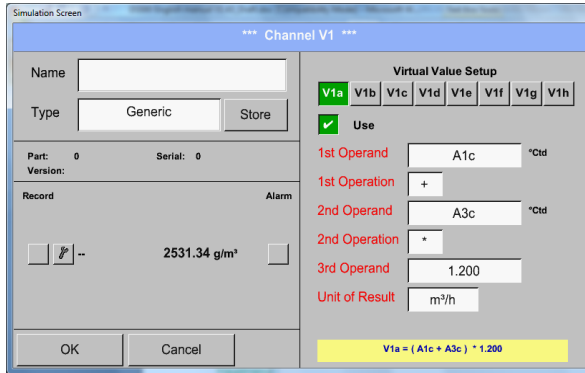 Simulation Screen
*** Channel V1 ***
Name
Type Generic Store
Part: 0 Serial: 0
Version:
Record Alarm
-- 2531.34 g/m³
OK Cancel
Virtual Value Setup
V1a V1b V1c V1d V1e V1f V1g V1h
✔ Use
1st Operand A1c °Ctd
1st Operation +
2nd Operand A3c °Ctd
2nd Operation *
3rd Operand 1.200
Unit of Result m³/h
V1a = ( A1c + A3c ) * 1.200